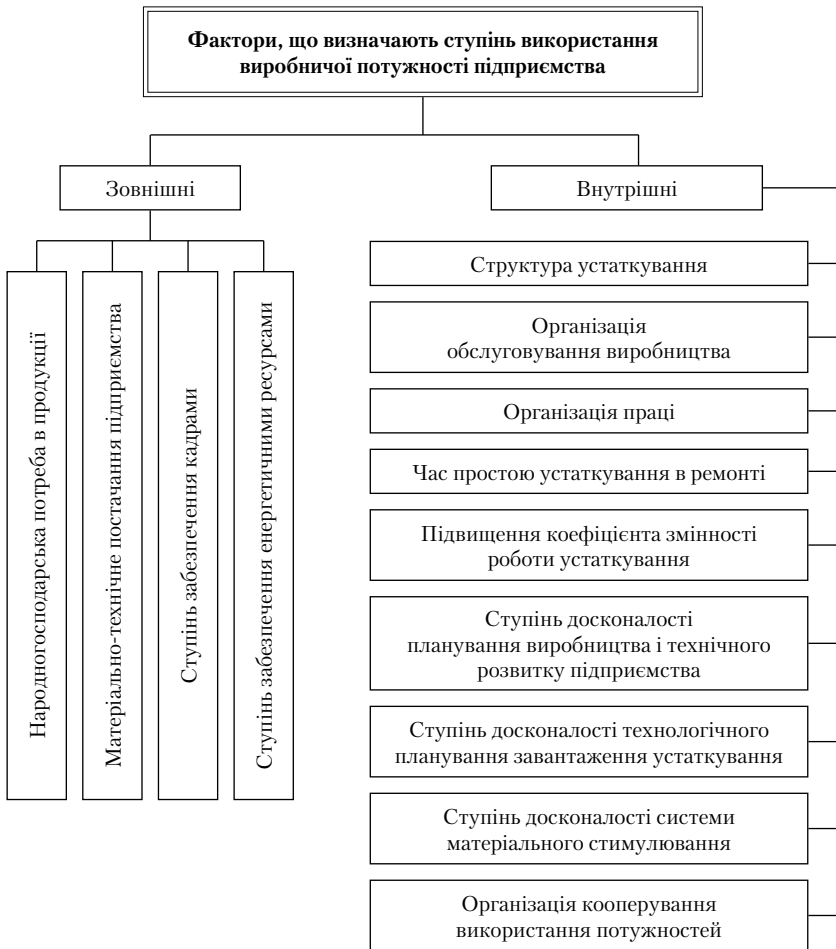 Фактори, що визначають ступінь використання
виробничої потужності підприємства
Зовнішні
Внутрішні
Народногосподарська потреба в продукції
Матеріально-технічне постачання підприємства
Ступінь забезпечення кадрами
Ступінь забезпечення енергетичними ресурсами
Структура устаткування
Організація
обслуговування виробництва
Організація праці
Час простою устаткування в ремонті
Підвищення коефіцієнта змінності
роботи устаткування
Ступінь досконалості
планування виробництва і технічного
розвитку підприємства
Ступінь досконалості технологічного
планування завантаження устаткування
Ступінь досконалості системи
матеріального стимулювання
Організація кооперування
використання потужностей